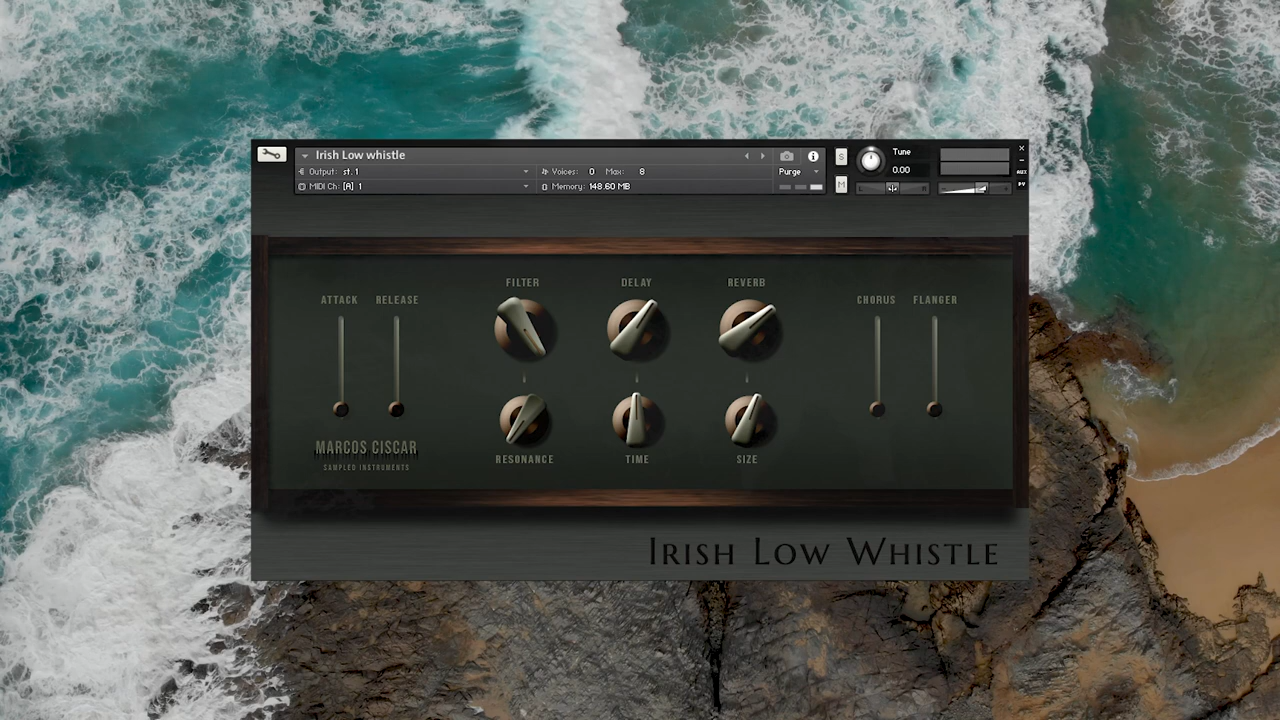 Irish Low whistle
Output: st. 1
Voices: 0 Max: 8
Purge
MIDI Ch: [A] 1
Memory: 148.60 MB
S
M
Tune
0.00
L R
AUX
PV
ATTACK RELEASE
FILTER DELAY REVERB
CHORUS FLANGER
RESONANCE TIME SIZE
MARCOS CISCAR
SAMPLED INSTRUMENTS
Irish Low Whistle